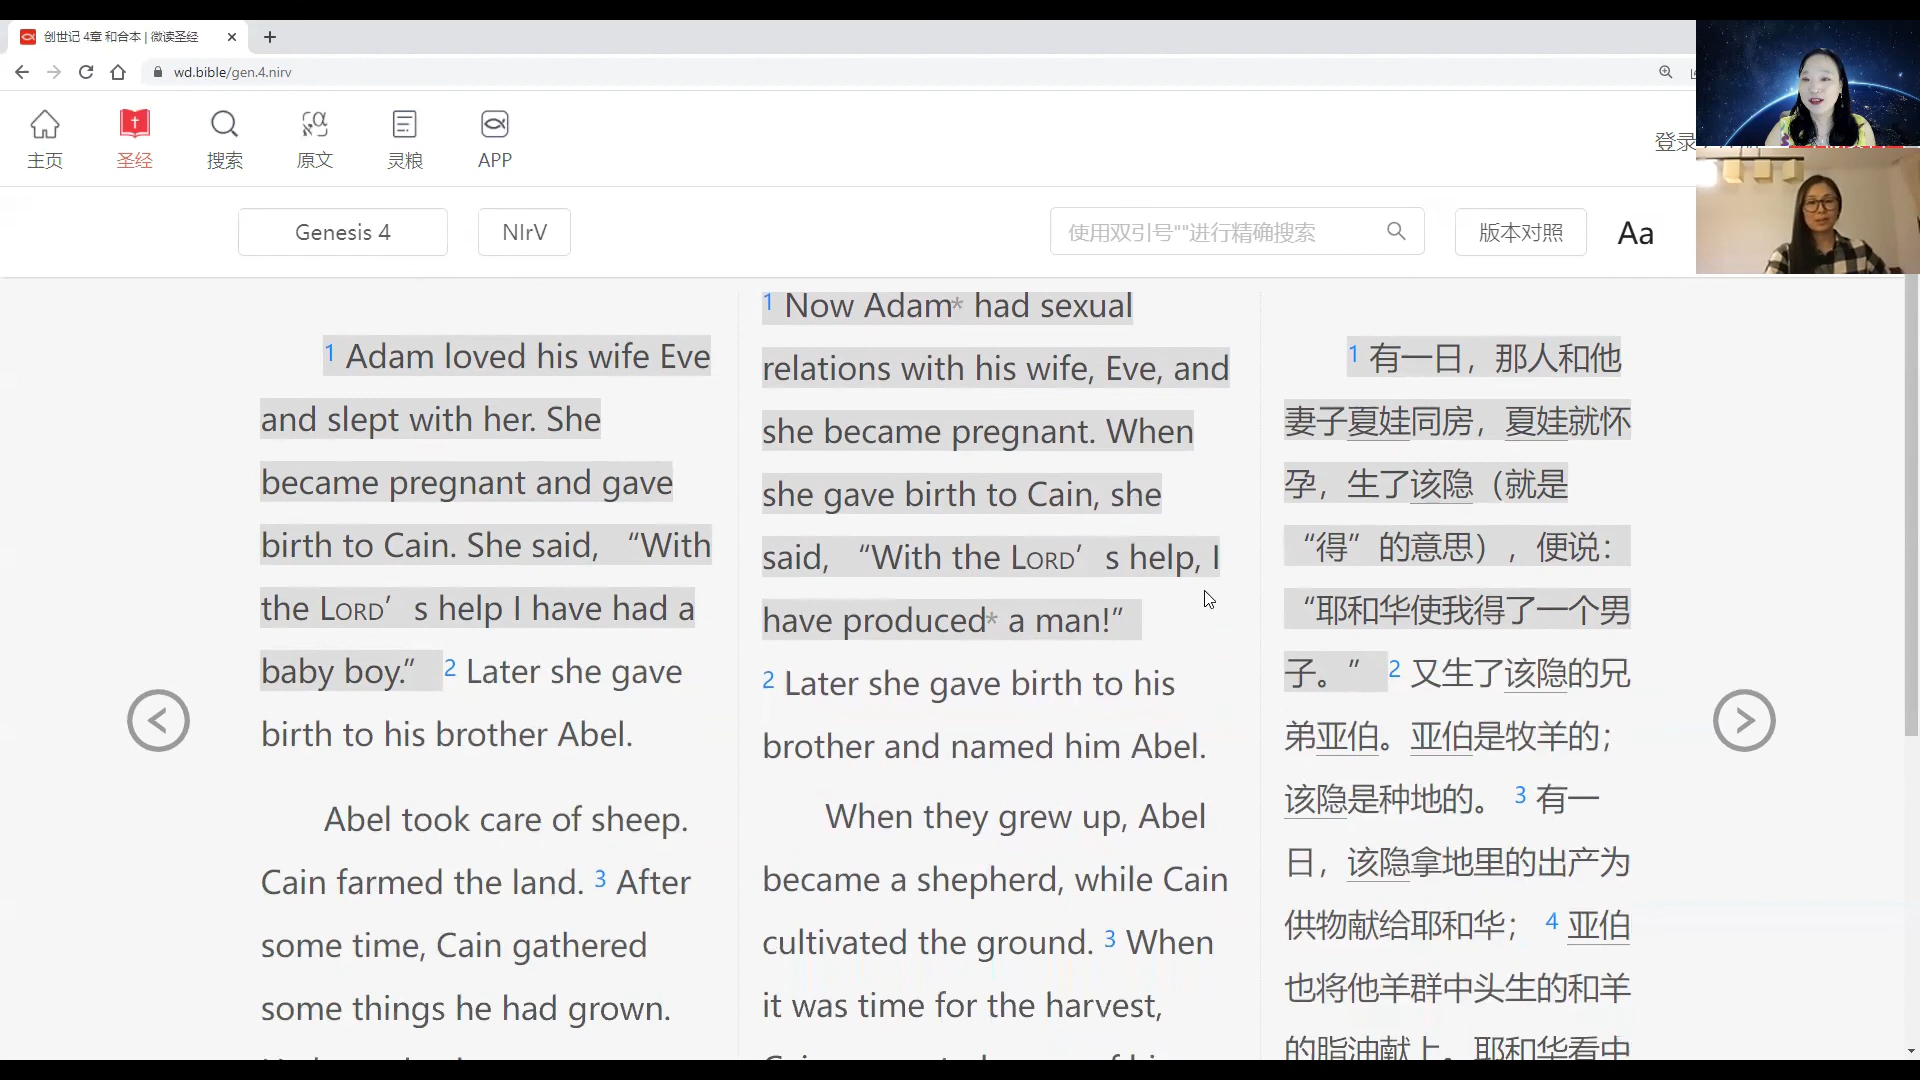 创世记 4章 和合本 | 微读圣经
wd.bible/gen.4.nirv
主页
圣经
搜索
原文
灵粮
APP
登录
Genesis 4
NIrV
使用双引号""进行精确搜索
版本对照
Aa
1 Adam loved his wife Eve
and slept with her. She
became pregnant and gave
birth to Cain. She said, “With
the LORD’s help I have had a
baby boy.” 2 Later she gave
birth to his brother Abel.
Abel took care of sheep.
Cain farmed the land. 3 After
some time, Cain gathered
some things he had grown.
1 Now Adam* had sexual
relations with his wife, Eve, and
she became pregnant. When
she gave birth to Cain, she
said, “With the LORD’s help, I
have produced* a man!”
2 Later she gave birth to his
brother and named him Abel.
When they grew up, Abel
became a shepherd, while Cain
cultivated the ground. 3 When
it was time for the harvest,
1 有一日，那人和他
妻子夏娃同房，夏娃就怀
孕，生了该隐（就是
“得”的意思），便说：
“耶和华使我得了一个男
子。” 2 又生了该隐的兄
弟亚伯。亚伯是牧羊的；
该隐是种地的。 3 有一
日，该隐拿地里的出产为
供物献给耶和华； 4 亚伯
也将他羊群中头生的和羊
的脂油献上。耶和华看中